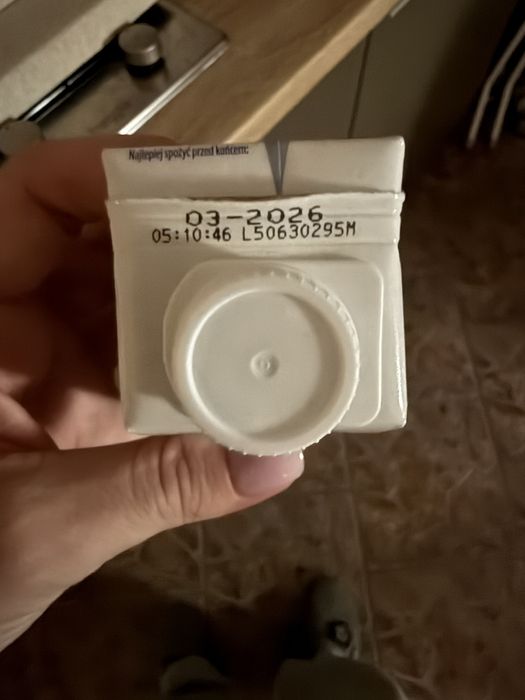 Najlepiej spożyć przed końcem:
03-2026
05:10:46 L50630295M